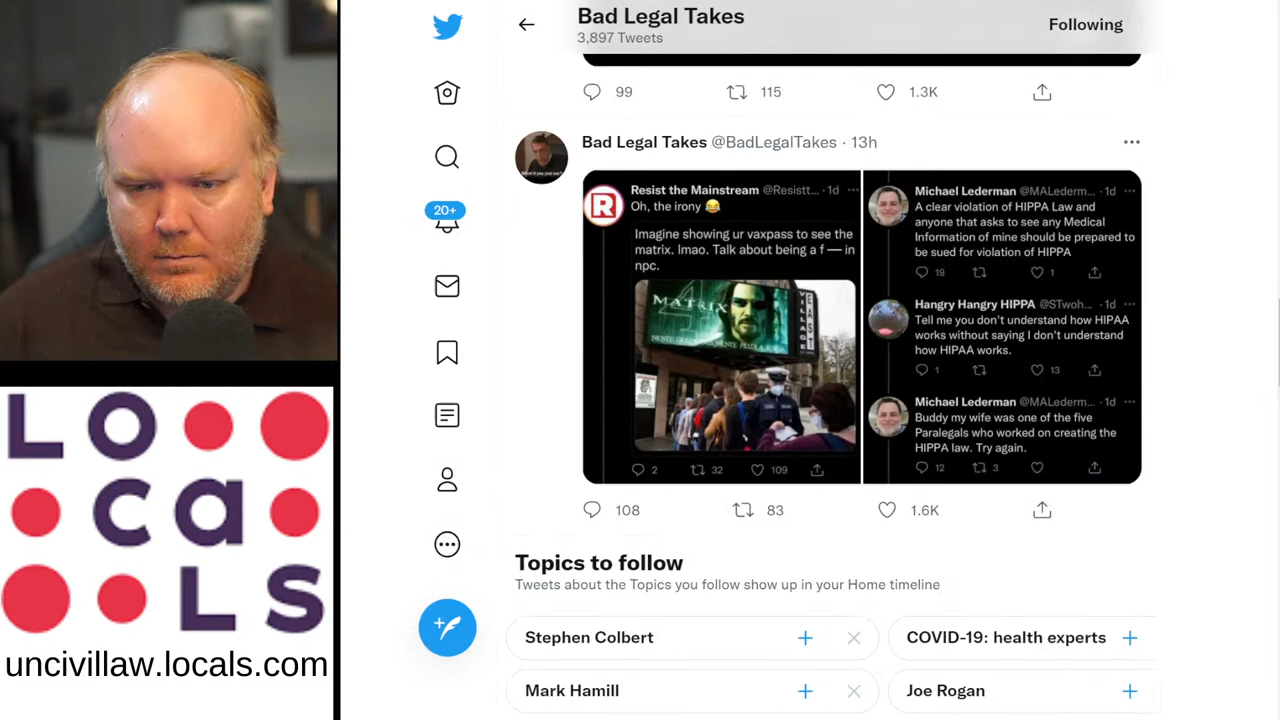 Bad Legal Takes
3,897 Tweets
Following
99
115
1.3K
20+
Bad Legal Takes @BadLegalTakes · 13h
Resist the Mainstream @Resistt... · 1d
Oh, the irony 😂
Imagine showing ur vaxpass to see the
matrix. lmao. Talk about being a f — in
npc.
MATRIX
4
VILLAGE
2
32
109
Michael Lederman @MALederm... · 1d
A clear violation of HIPPA Law and
anyone that asks to see any Medical
Information of mine should be prepared to
be sued for violation of HIPPA
19
1
Hangry Hangry HIPPA @STwoh... · 1d
Tell me you don't understand how HIPAA
works without saying I don't understand
how HIPAA works.
1
13
Michael Lederman @MALederm... · 1d
Buddy my wife was one of the five
Paralegals who worked on creating the
HIPPA law. Try again.
12
3
108
83
1.6K
Topics to follow
Tweets about the Topics you follow show up in your Home timeline
Stephen Colbert
COVID-19: health experts
Mark Hamill
Joe Rogan
LOCALS
uncivillaw.locals.com